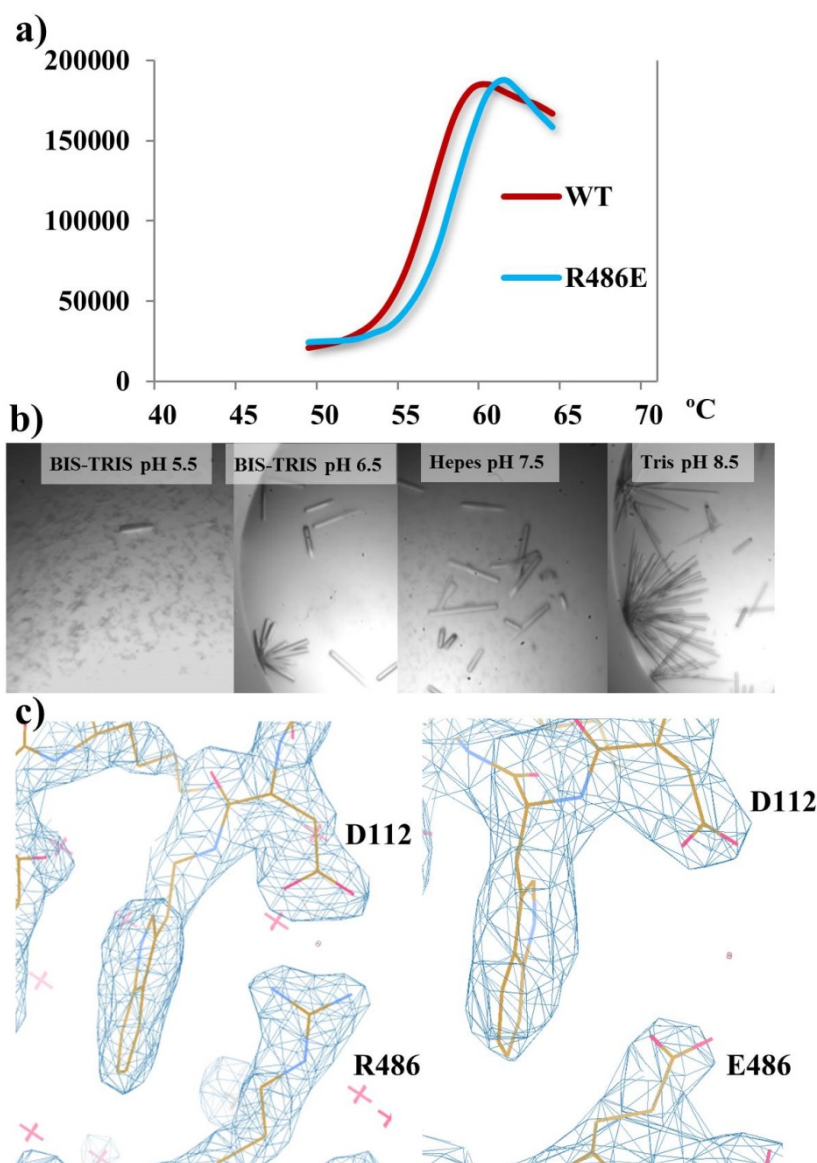 a)
200000
150000
100000
50000
0
WT
R486E
40 45 50 55 60 65 70 ºC
b)
BIS-TRIS pH 5.5 BIS-TRIS pH 6.5 Hepes pH 7.5 Tris pH 8.5
c)
D112 D112
R486 E486